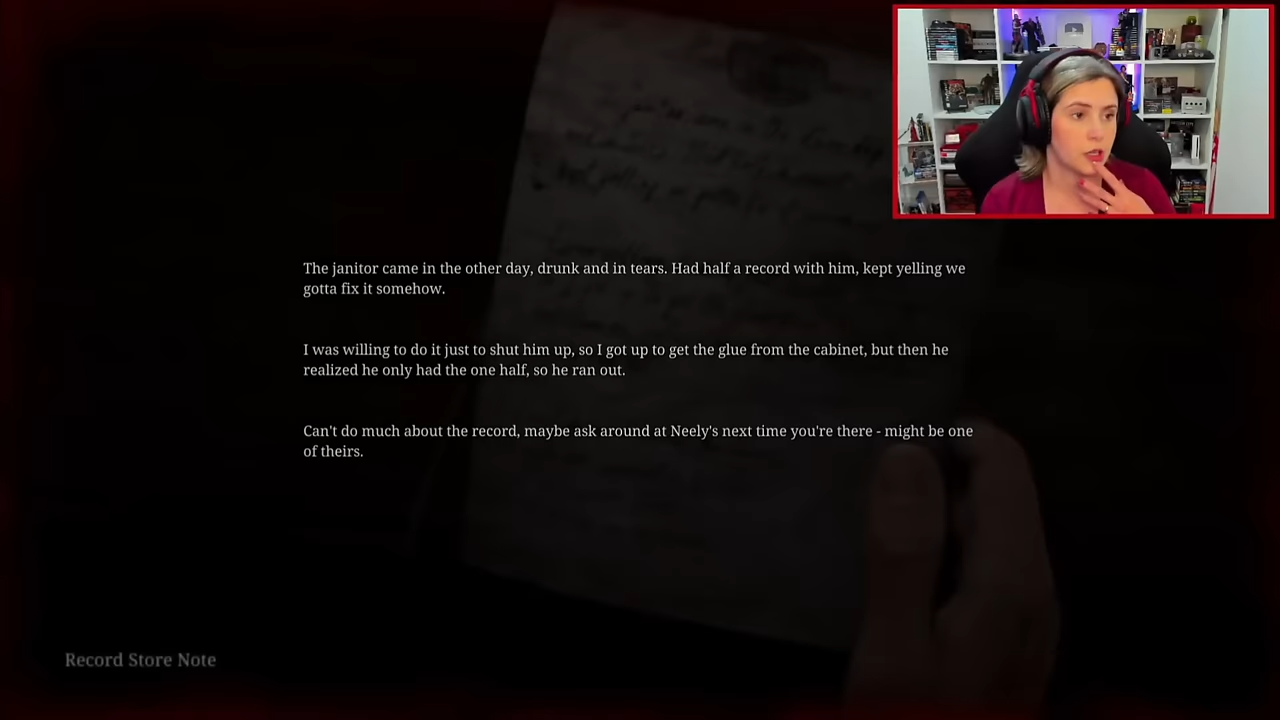 The janitor came in the other day, drunk and in tears. Had half a record with him, kept yelling we
gotta fix it somehow.
I was willing to do it just to shut him up, so I got up to get the glue from the cabinet, but then he
realized he only had the one half, so he ran out.
Can't do much about the record, maybe ask around at Neely's next time you're there - might be one
of theirs.
Record Store Note